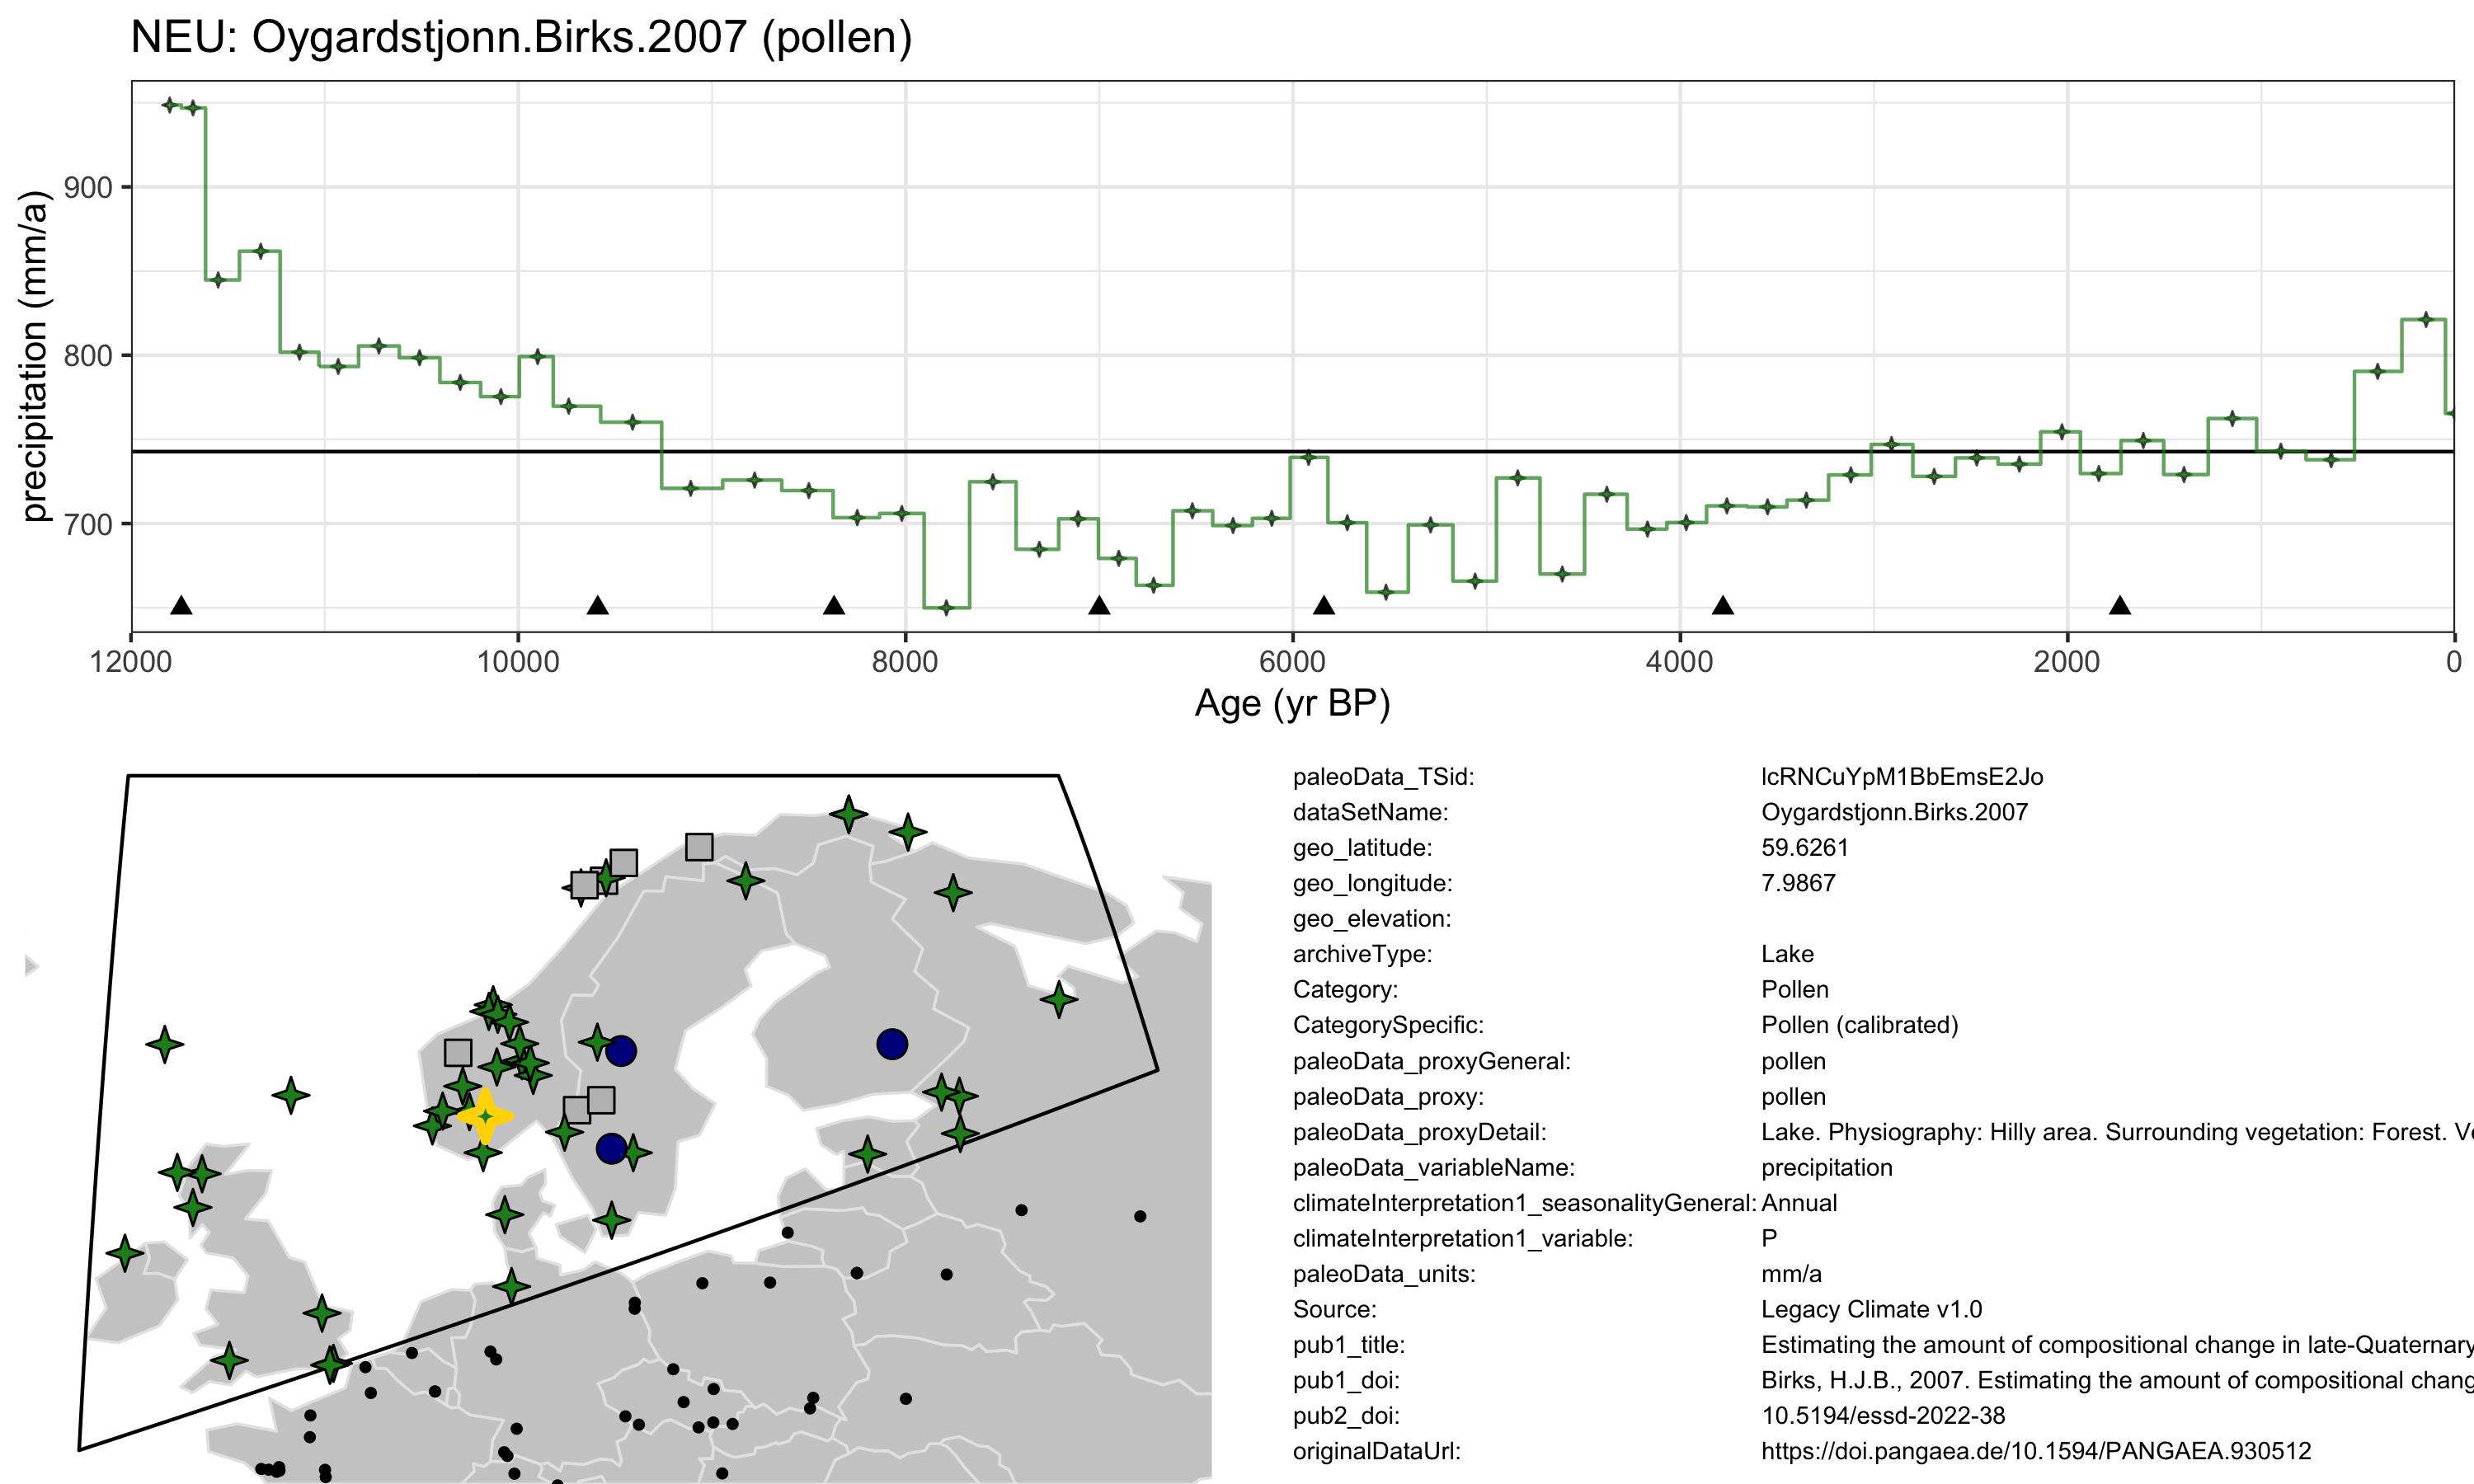 NEU: Oygardstjonn.Birks.2007 (pollen)
precipitation (mm/a)
900
800
700
12000 10000 8000 6000 4000 2000 0
Age (yr BP)
paleoData_TSid: lcRNCuYpM1BbEmsE2Jo
dataSetName: Oygardstjonn.Birks.2007
geo_latitude: 59.6261
geo_longitude: 7.9867
geo_elevation:
archiveType: Lake
Category: Pollen
CategorySpecific: Pollen (calibrated)
paleoData_proxyGeneral: pollen
paleoData_proxy: pollen
paleoData_proxyDetail: Lake. Physiography: Hilly area. Surrounding vegetation: Forest. Ve
paleoData_variableName: precipitation
climateInterpretation1_seasonalityGeneral: Annual
climateInterpretation1_variable: P
paleoData_units: mm/a
Source: Legacy Climate v1.0
pub1_title: Estimating the amount of compositional change in late-Quaternary
pub1_doi: Birks, H.J.B., 2007. Estimating the amount of compositional chang
pub2_doi: 10.5194/essd-2022-38
originalDataUrl: https://doi.pangaea.de/10.1594/PANGAEA.930512